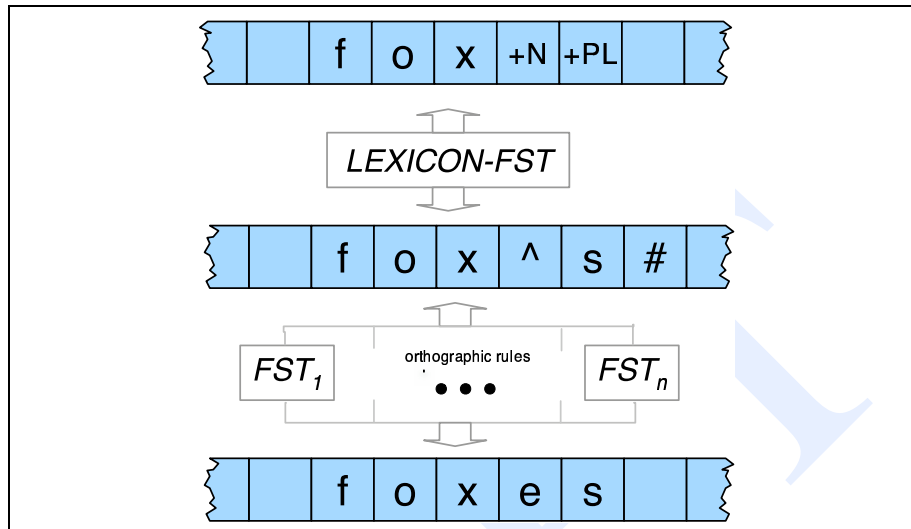 f o x +N +PL
LEXICON-FST
f o x ^ s #
orthographic rules
FST1 ••• FSTn
f o x e s